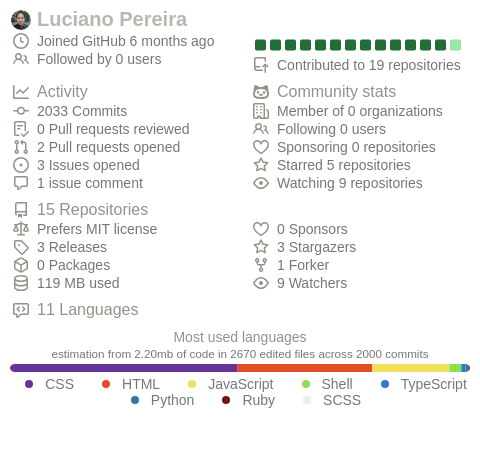 Luciano Pereira
Joined GitHub 6 months ago
Followed by 0 users
Contributed to 19 repositories
Activity
2033 Commits
0 Pull requests reviewed
2 Pull requests opened
3 Issues opened
1 issue comment
Community stats
Member of 0 organizations
Following 0 users
Sponsoring 0 repositories
Starred 5 repositories
Watching 9 repositories
15 Repositories
Prefers MIT license
3 Releases
0 Packages
119 MB used
0 Sponsors
3 Stargazers
1 Forker
9 Watchers
11 Languages
Most used languages
estimation from 2.20mb of code in 2670 edited files across 2000 commits
CSS HTML JavaScript Shell TypeScript
Python Ruby SCSS